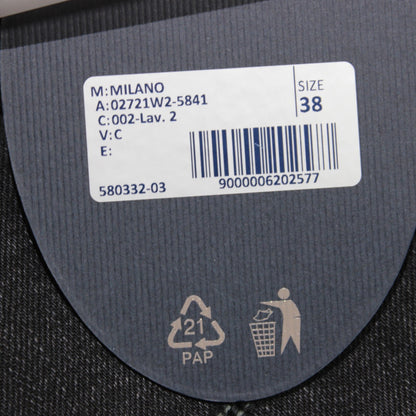 M:MILANO
A:02721W2-5841
C:002-Lav. 2
V:C
E:
SIZE
38
580332-03
9000006202577
21
PAP